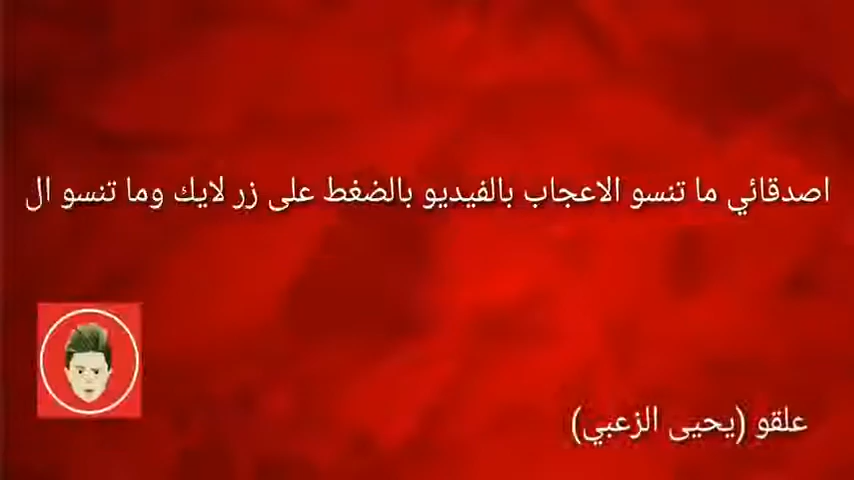 اصدقائي ما تنسو الاعجاب بالفيديو بالضغط على زر لايك وما تنسو ال
علقو (يحيى الزعبي)